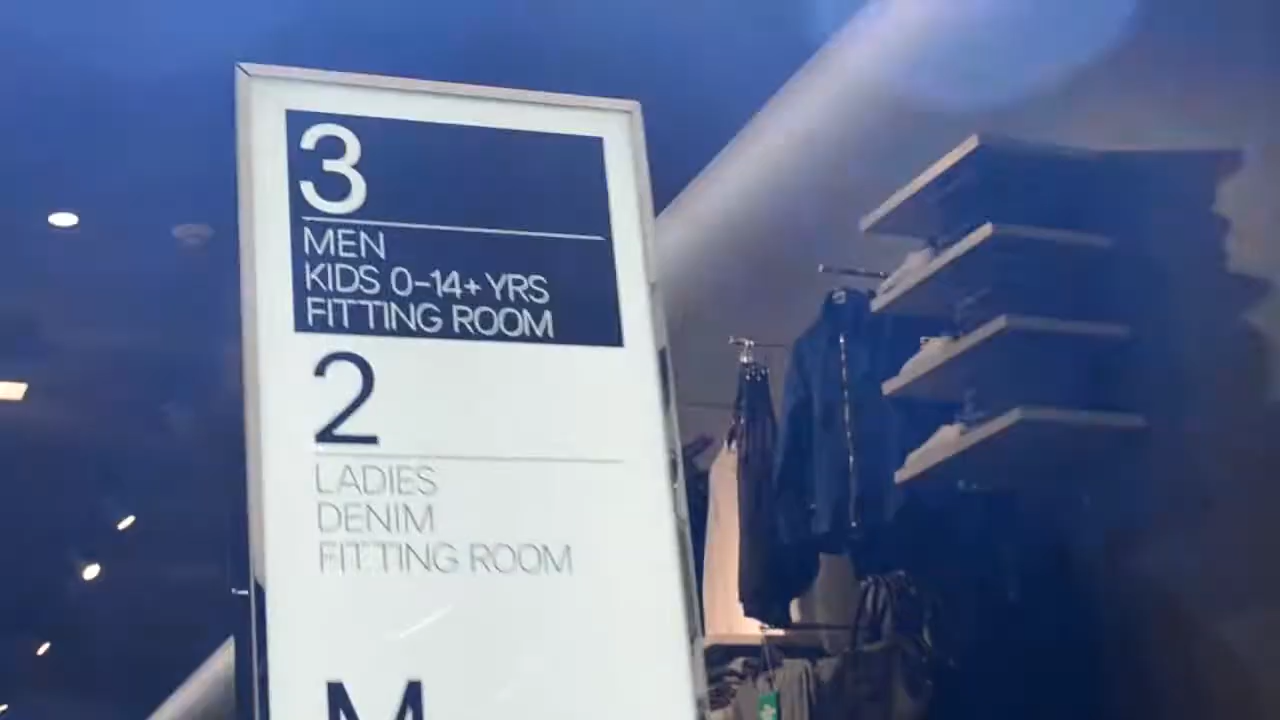 3
MEN
KIDS 0-14+ YRS
FITTING ROOM
2
LADIES
DENIM
FITTING ROOM
M